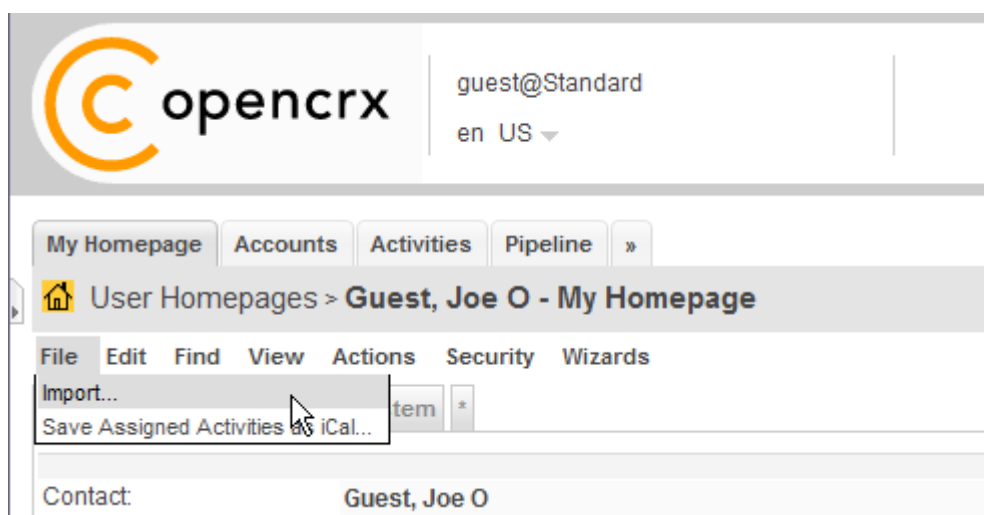 opencrx
guest@Standard
en US
My Homepage Accounts Activities Pipeline »
User Homepages > Guest, Joe O - My Homepage
File Edit Find View Actions Security Wizards
Import...
tem *
Save Assigned Activities as iCal...
Contact: Guest, Joe O